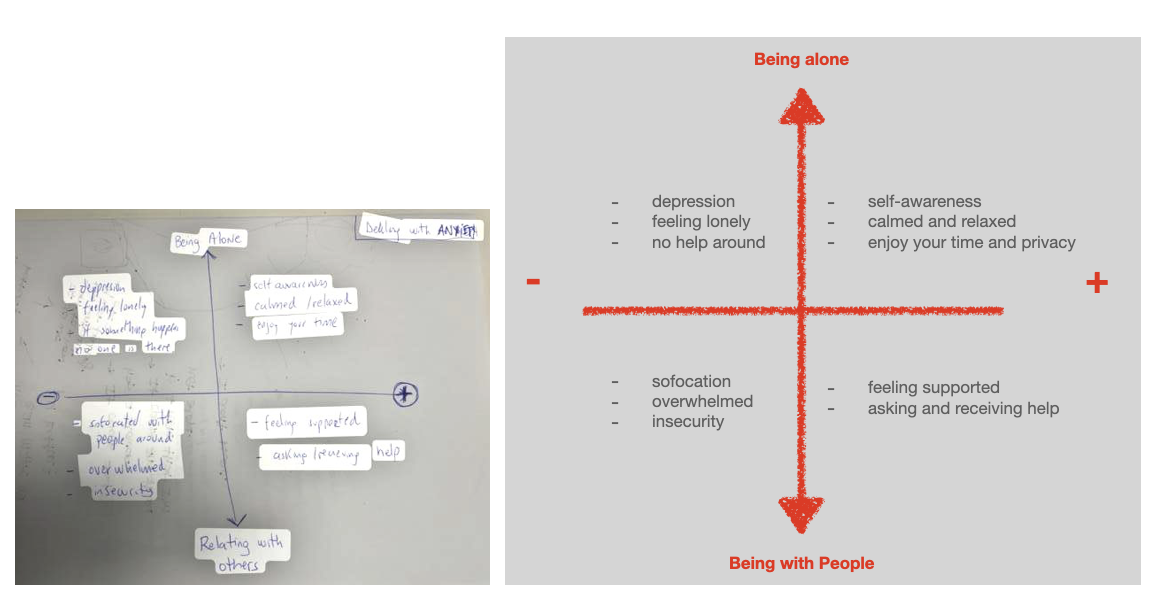 Being Alone
Dealing with ANXIETY
- depression
- feeling lonely
- if something happen
no one is there
- self awareness
- calmed / relaxed
- enjoy your time
-
+
- sofocated with
people around
- overwhelmed
- insecurity
- feeling supported
- asking / receiving help
Relating with
others
Being alone
- depression
- feeling lonely
- no help around
- self-awareness
- calmed and relaxed
- enjoy your time and privacy
-
+
- sofocation
- overwhelmed
- insecurity
- feeling supported
- asking and receiving help
Being with People